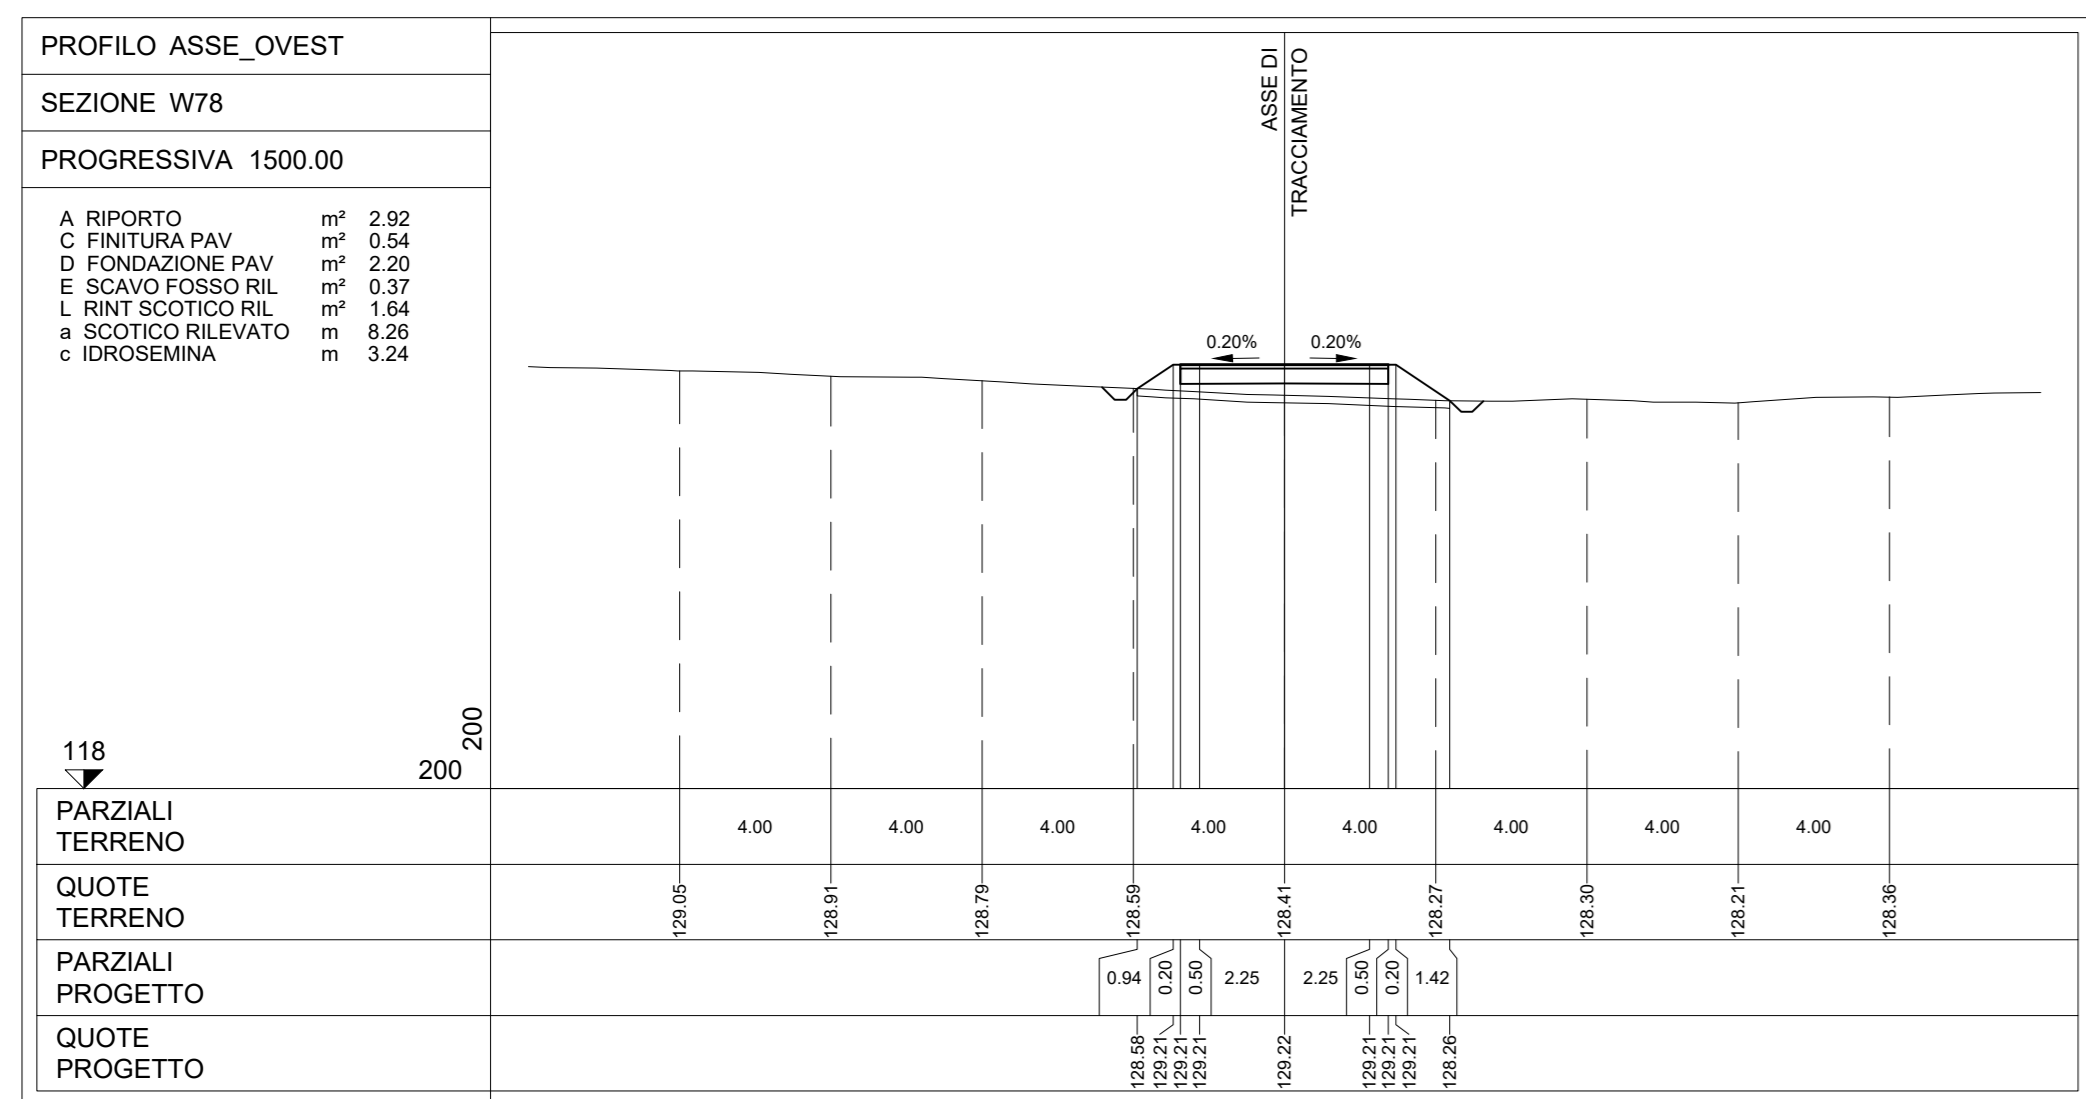 PROFILO ASSE_OVEST
SEZIONE W78
PROGRESSIVA 1500.00
A RIPORTO m² 2.92
C FINITURA PAV m² 0.54
D FONDAZIONE PAV m² 2.20
E SCAVO FOSSO RIL m² 0.37
L RINT SCOTICO RIL m² 1.64
a SCOTICO RILEVATO m 8.26
c IDROSEMINA m 3.24
ASSE DI
TRACCIAMENTO
0.20% 0.20%
118
200
200
PARZIALI
TERRENO
4.00 4.00 4.00 4.00 4.00 4.00 4.00 4.00
QUOTE
TERRENO
129.05 128.91 128.79 128.59 128.41 128.27 128.30 128.21 128.36
PARZIALI
PROGETTO
0.94 0.20 0.50 2.25 2.25 0.50 0.20 1.42
QUOTE
PROGETTO
128.58 129.21 129.21 129.21 129.22 129.21 129.21 129.21 128.26